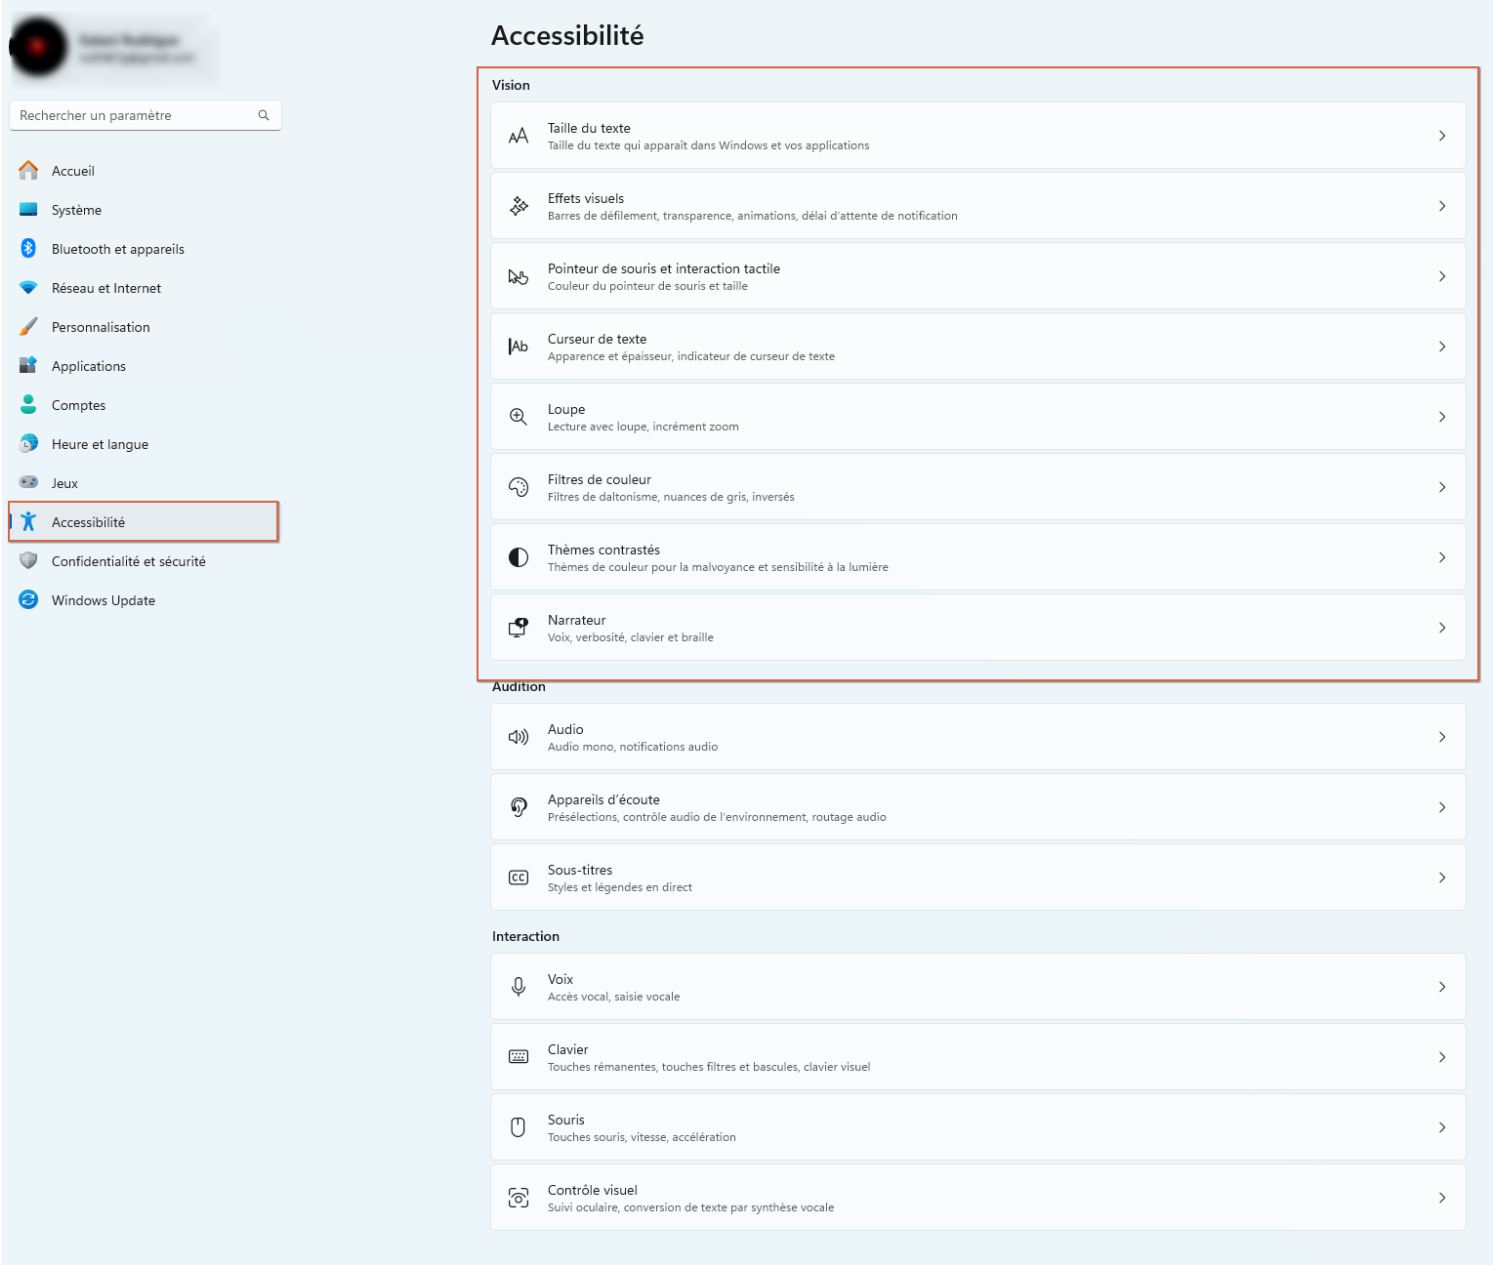 Rechercher un paramètre
Accueil
Système
Bluetooth et appareils
Réseau et Internet
Personnalisation
Applications
Comptes
Heure et langue
Jeux
Accessibilité
Confidentialité et sécurité
Windows Update
Accessibilité
Vision
Taille du texte
Taille du texte qui apparaît dans Windows et vos applications
Effets visuels
Barres de défilement, transparence, animations, délai d'attente de notification
Pointeur de souris et interaction tactile
Couleur du pointeur de souris et taille
Curseur de texte
Apparence et épaisseur, indicateur de curseur de texte
Loupe
Lecture avec loupe, incrément zoom
Filtres de couleur
Filtres de daltonisme, nuances de gris, inversés
Thèmes contrastés
Thèmes de couleur pour la malvoyance et sensibilité à la lumière
Narrateur
Voix, verbosité, clavier et braille
Audition
Audio
Audio mono, notifications audio
Appareils d'écoute
Présélections, contrôle audio de l'environnement, routage audio
Sous-titres
Styles et légendes en direct
Interaction
Voix
Accès vocal, saisie vocale
Clavier
Touches rémanentes, touches filtres et bascules, clavier visuel
Souris
Touches souris, vitesse, accélération
Contrôle visuel
Suivi oculaire, conversion de texte par synthèse vocale